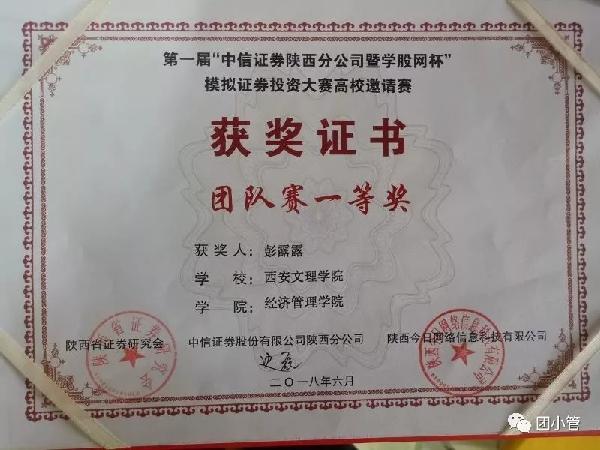 第一届“中信证券陕西分公司暨学股网杯”
模拟证券投资大赛高校邀请赛
获奖证书
团队赛一等奖
获奖人：彭露露
学校：西安文理学院
学院：经济管理学院
陕西省证券研究会 中信证券股份有限公司陕西分公司 陕西今日网络信息科技有限公司
二〇一八年六月
团小管